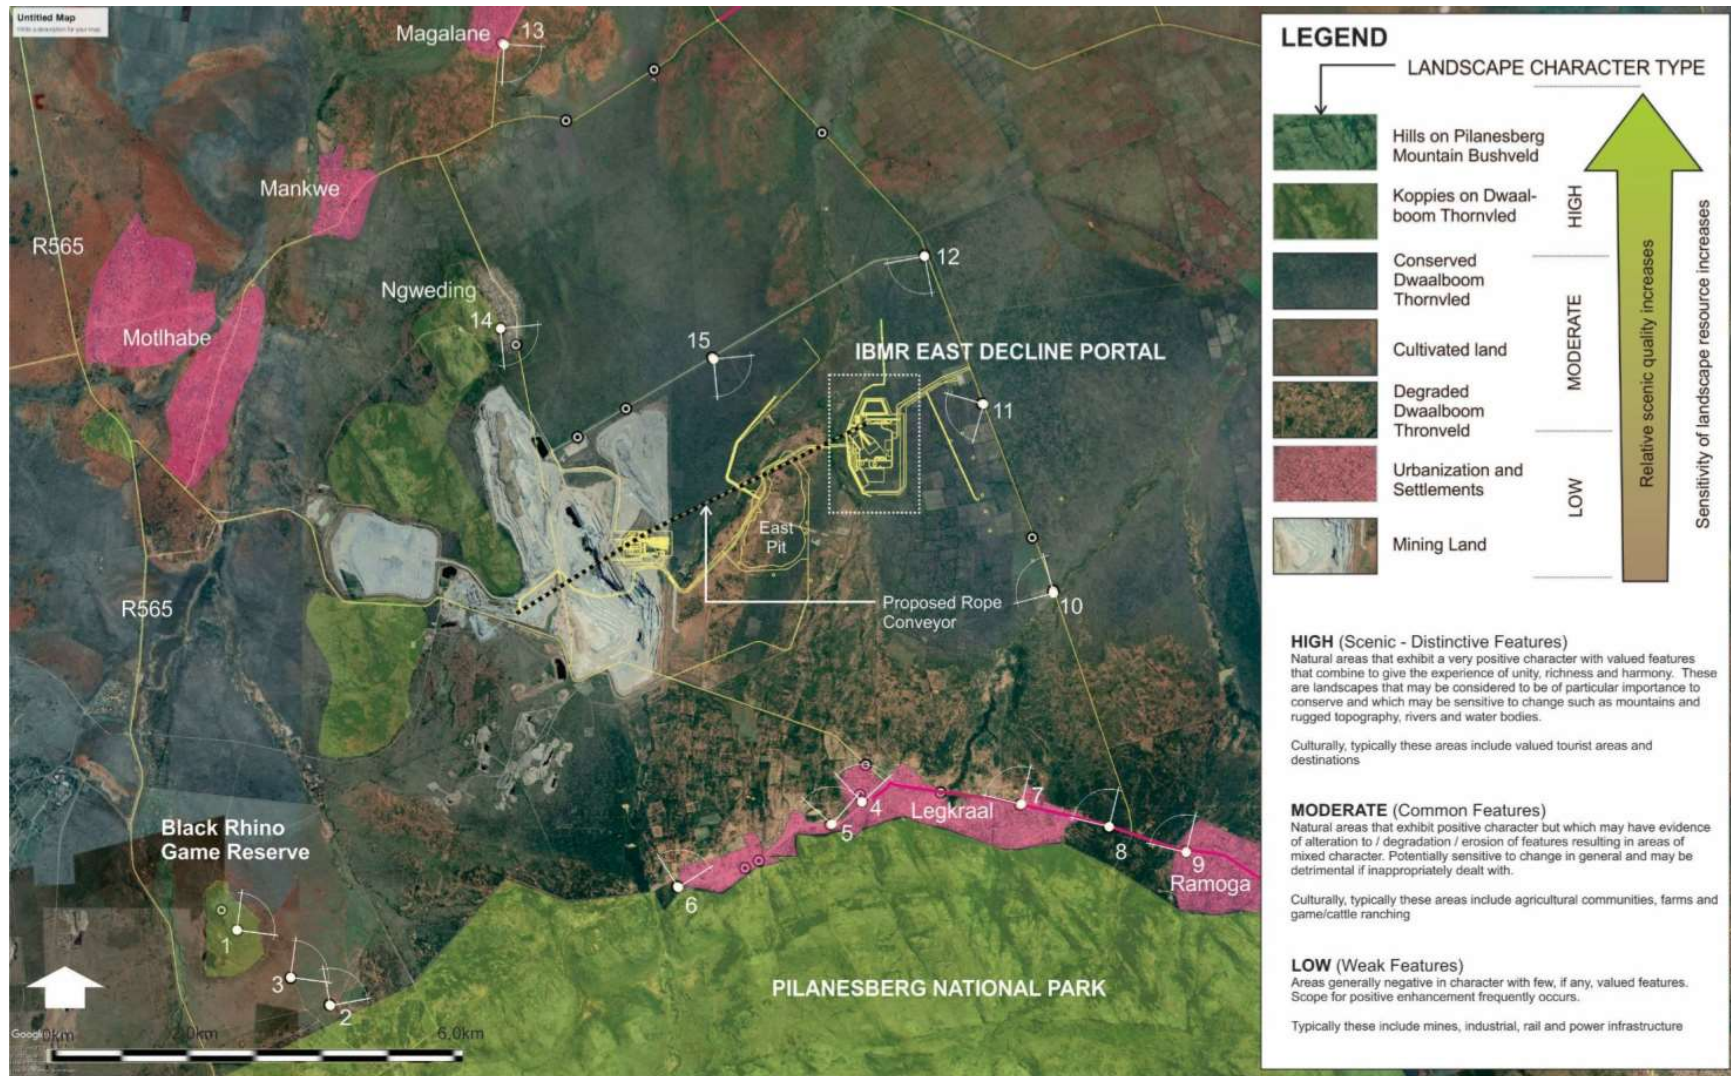 Untitled Map
Magalane
13
Mankwe
R565
Ngweding
12
14
Motlhabe
15
IBMR EAST DECLINE PORTAL
11
East
Pit
R565
Proposed Rope
Conveyor
10
Black Rhino
Game Reserve
4
Legkraal
7
5
8
9
6
Ramoga
1
3
2
PILANESBERG NATIONAL PARK
Google
0km
2.0km
6.0km
LEGEND
LANDSCAPE CHARACTER TYPE
Hills on Pilanesberg
Mountain Bushveld
Koppies on Dwaal-
boom Thornvled
Conserved
Dwaalboom
Thornvled
Cultivated land
Degraded
Dwaalboom
Thronveld
Urbanization and
Settlements
Mining Land
HIGH
MODERATE
LOW
Relative scenic quality increases
Sensitivity of landscape resource increases
HIGH (Scenic - Distinctive Features)
Natural areas that exhibit a very positive character with valued features
that combine to give the experience of unity, richness and harmony. These
are landscapes that may be considered to be of particular importance to
conserve and which may be sensitive to change such as mountains and
rugged topography, rivers and water bodies.
Culturally, typically these areas include valued tourist areas and
destinations
MODERATE (Common Features)
Natural areas that exhibit positive character but which may have evidence
of alteration to / degradation / erosion of features resulting in areas of
mixed character. Potentially sensitive to change in general and may be
detrimental if inappropriately dealt with.
Culturally, typically these areas include agricultural communities, farms and
game/cattle ranching
LOW (Weak Features)
Areas generally negative in character with few, if any, valued features.
Scope for positive enhancement frequently occurs.
Typically these include mines, industrial, rail and power infrastructure